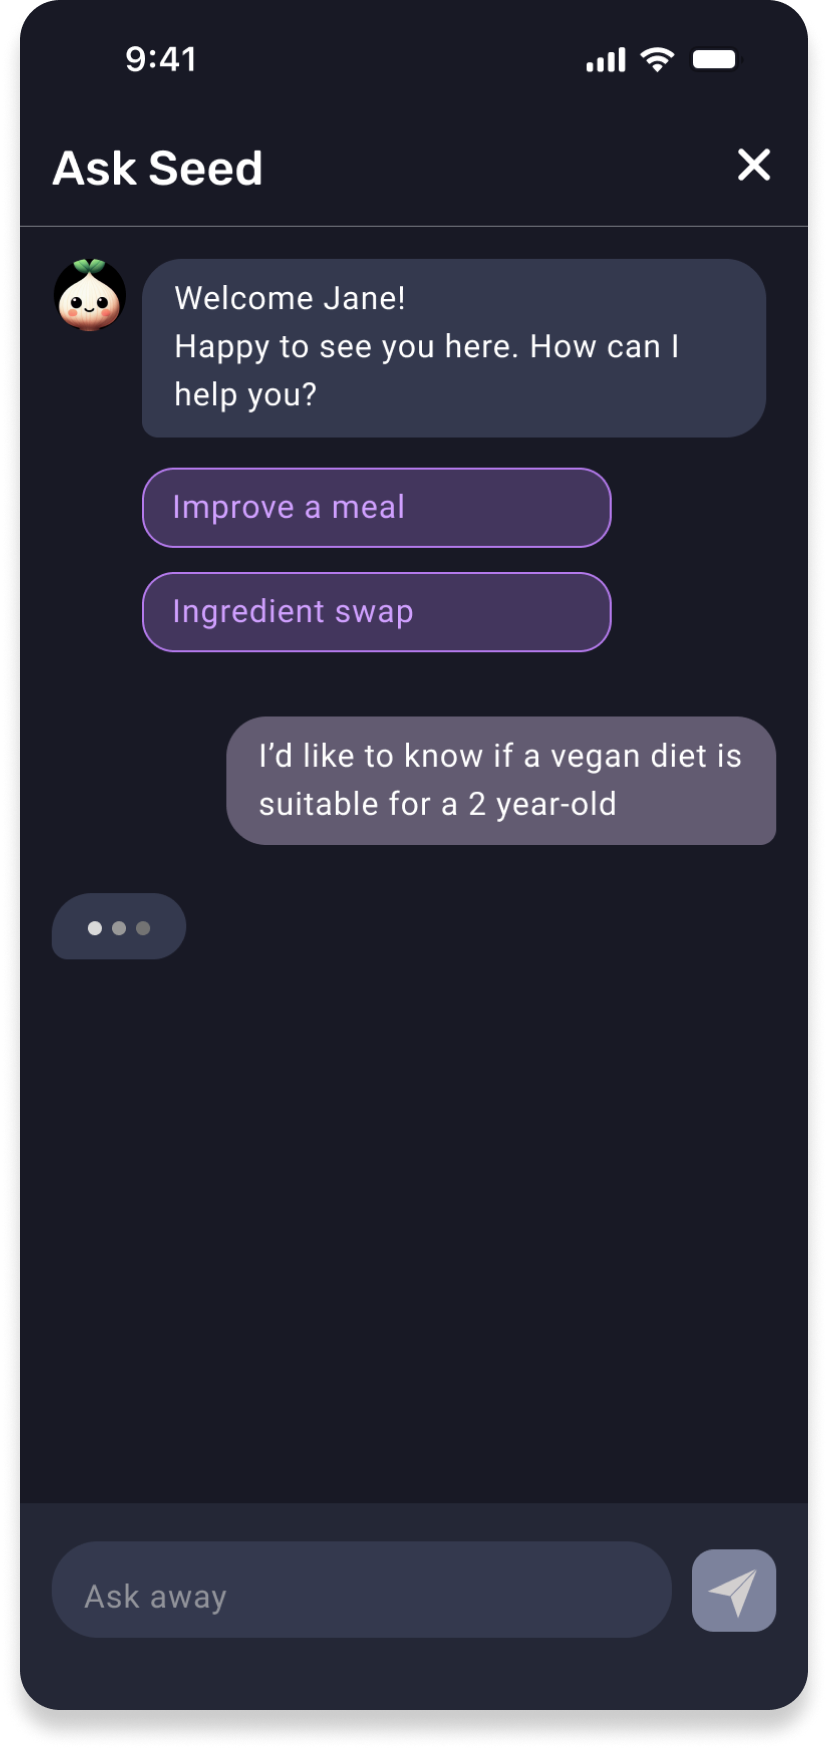 9:41
Ask Seed
Welcome Jane!
Happy to see you here. How can I
help you?
Improve a meal
Ingredient swap
I’d like to know if a vegan diet is
suitable for a 2 year-old
Ask away